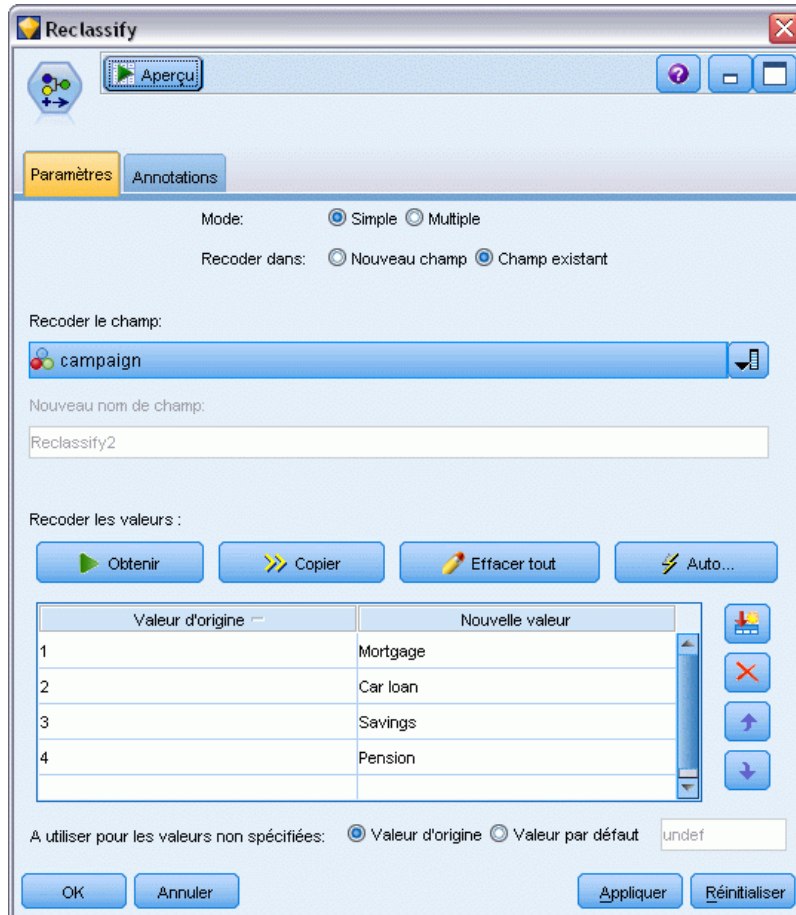 Reclassify
Aperçu
Paramètres Annotations
Mode: Simple Multiple
Recoder dans: Nouveau champ Champ existant
Recoder le champ:
campaign
Nouveau nom de champ:
Reclassify2
Recoder les valeurs :
Obtenir Copier Effacer tout Auto...
Valeur d'origine Nouvelle valeur
1 Mortgage
2 Car loan
3 Savings
4 Pension
A utiliser pour les valeurs non spécifiées: Valeur d'origine Valeur par défaut undef
OK Annuler Appliquer Réinitialiser